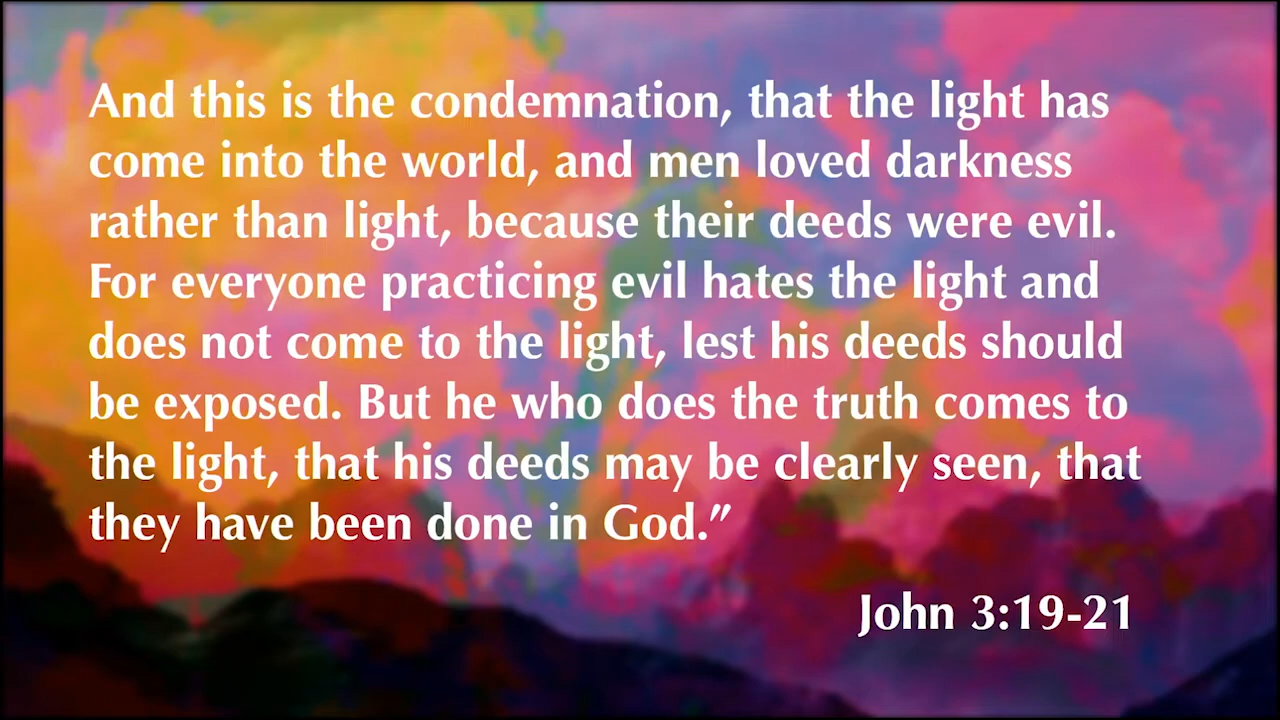 And this is the condemnation, that the light has
come into the world, and men loved darkness
rather than light, because their deeds were evil.
For everyone practicing evil hates the light and
does not come to the light, lest his deeds should
be exposed. But he who does the truth comes to
the light, that his deeds may be clearly seen, that
they have been done in God.”
John 3:19-21